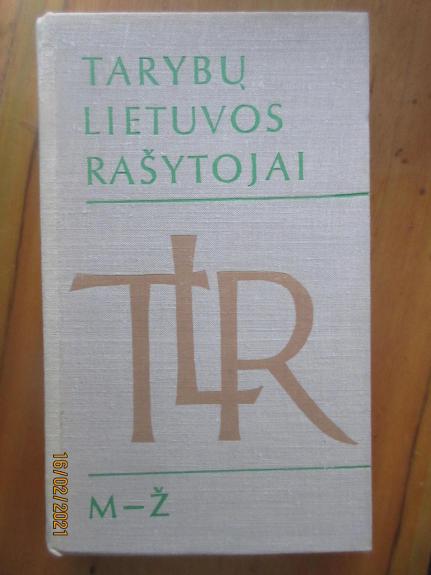 TARYBŲ
LIETUVOS
RAŠYTOJAI
TLR
M–Ž
16/02/2021